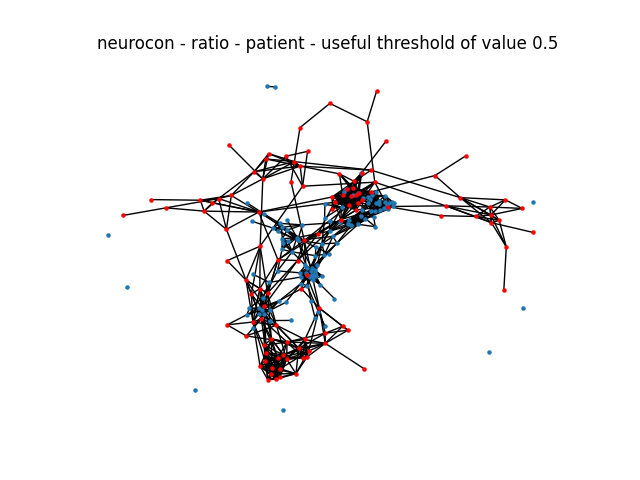 neurocon - ratio - patient - useful threshold of value 0.5